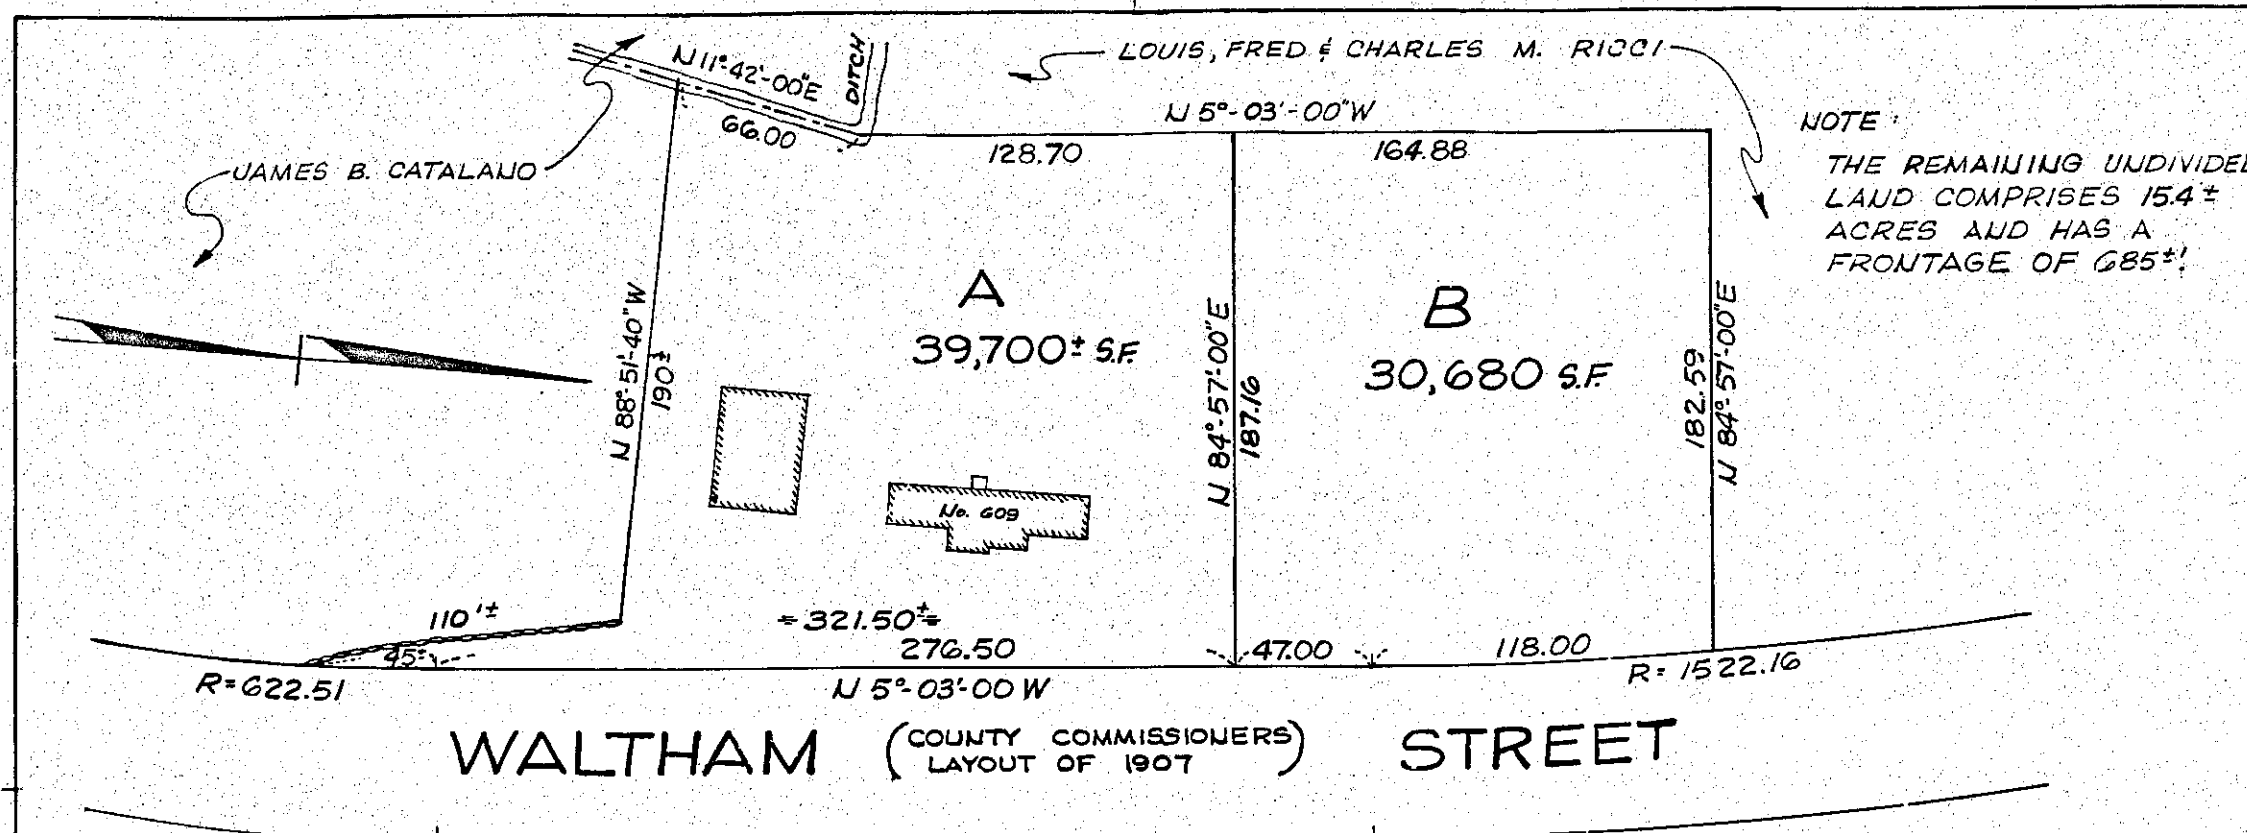 N 11°-42'-00"E
66.00
DITCH
LOUIS, FRED & CHARLES M. RICCI
N 5°-03'-00"W
128.70
164.88
JAMES B. CATALANO
NOTE:
THE REMAINING UNDIVIDED
LAND COMPRISES 15.4±
ACRES AND HAS A
FRONTAGE OF 685±'
A
39,700± S.F.
B
30,680 S.F.
N 88°-51'-40"W
190±
N 84°-57'-00"E
187.16
182.59
N 84°-57'-00"E
No. 609
110'±
45±
321.50±
276.50
47.00
118.00
R=622.51
N 5°-03'-00 W
R=1522.16
WALTHAM (COUNTY COMMISSIONERS) STREET
LAYOUT OF 1907